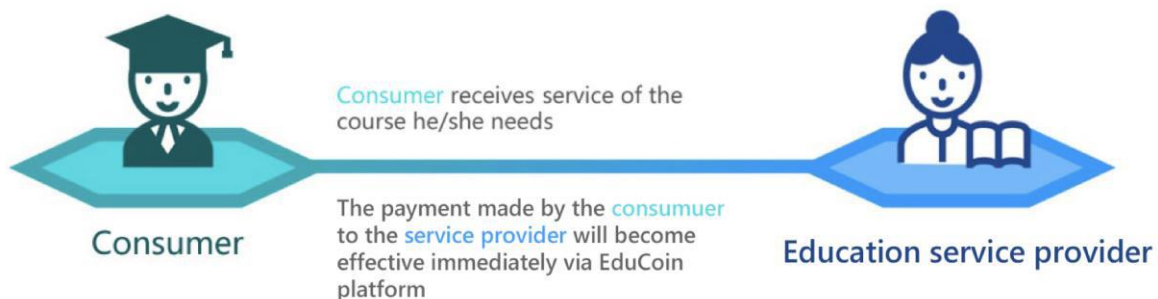 Consumer receives service of the
course he/she needs
The payment made by the consumuer
to the service provider will become
effective immediately via EduCoin
platform
Consumer
Education service provider